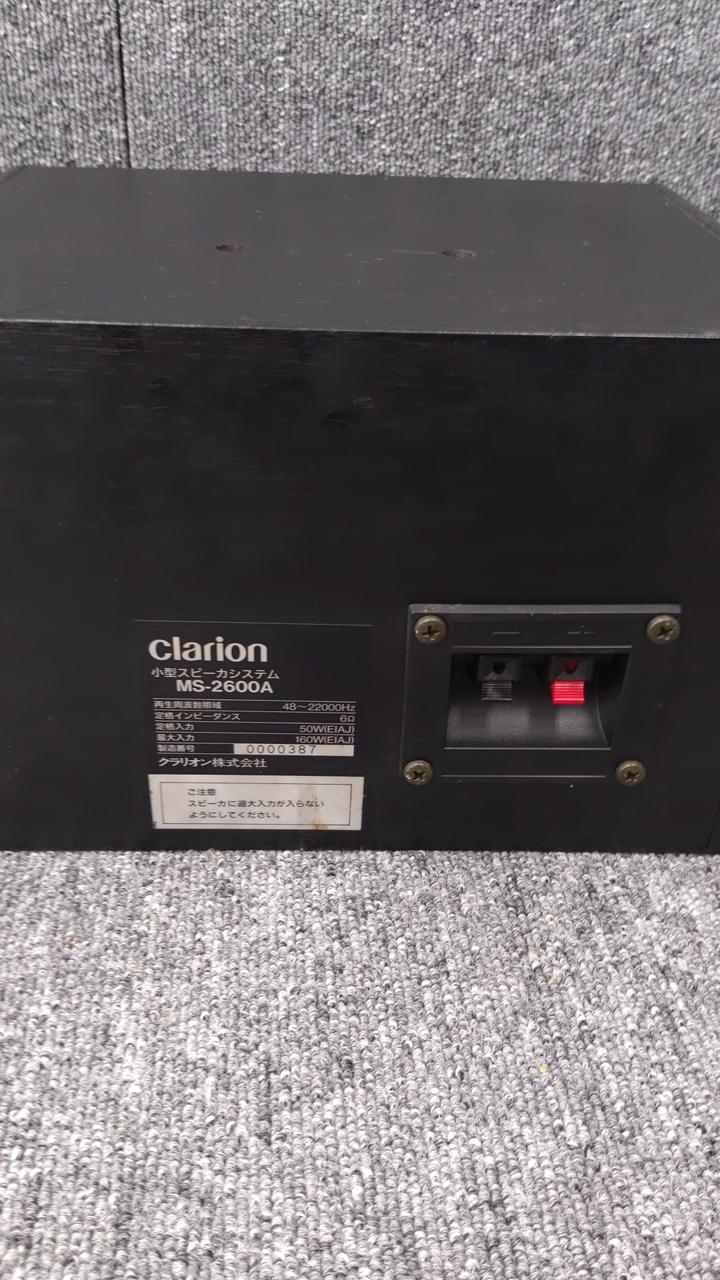 clarion
小型スピーカシステム
MS-2600A
再生周波数帯域 48～22000Hz
定格インピーダンス 6Ω
定格入力 50W(EIAJ)
最大入力 160W(EIAJ)
製造番号 0000387
クラリオン株式会社
ご注意
スピーカに過大入力が入らない
ようにしてください。
− +